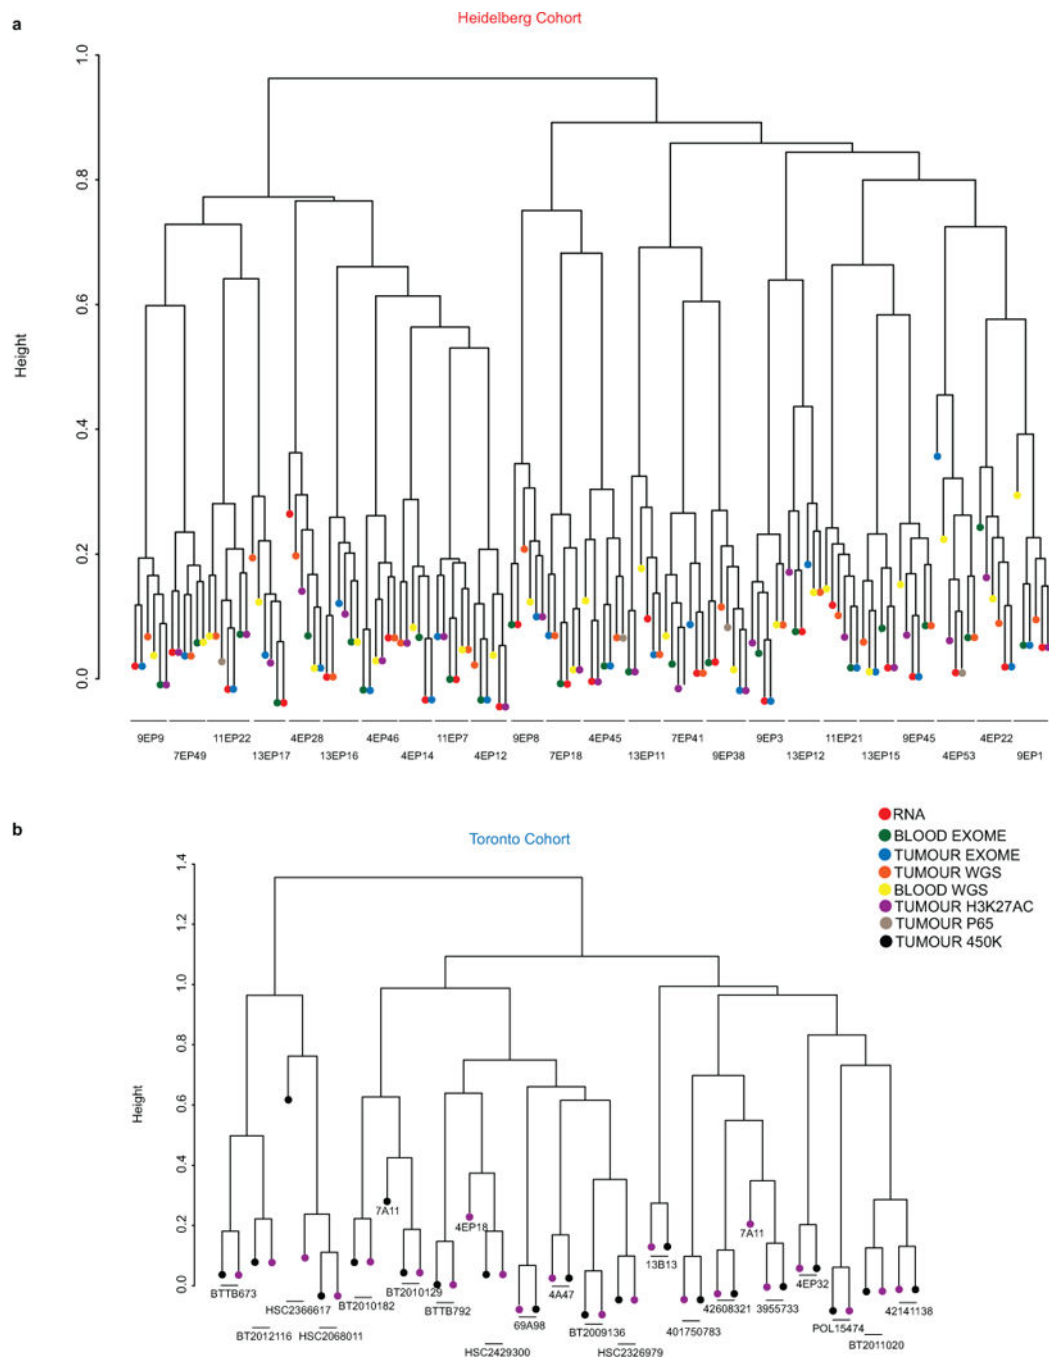 a
Heidelberg Cohort
1.0
0.8
0.6
0.4
0.2
0.0
Height
9EP9
7EP49
11EP22
13EP17
4EP28
13EP16
4EP46
4EP14
11EP7
4EP12
9EP8
7EP18
4EP45
13EP11
7EP41
9EP38
9EP3
13EP12
11EP21
13EP15
9EP45
4EP53
4EP22
9EP1
b
Toronto Cohort
RNA
BLOOD EXOME
TUMOUR EXOME
TUMOUR WGS
BLOOD WGS
TUMOUR H3K27AC
TUMOUR P65
TUMOUR 450K
1.4
1.2
1.0
0.8
0.6
0.4
0.2
0.0
Height
BTTB673
BT2012116
HSC2366617
HSC2068011
BT2010182
7A11
BT2010129
BTTB792
4EP18
HSC2429300
69A98
4A47
BT2009136
HSC2326979
13B13
401750783
42608321
7A11
3955733
4EP32
POL15474
BT2011020
42141138